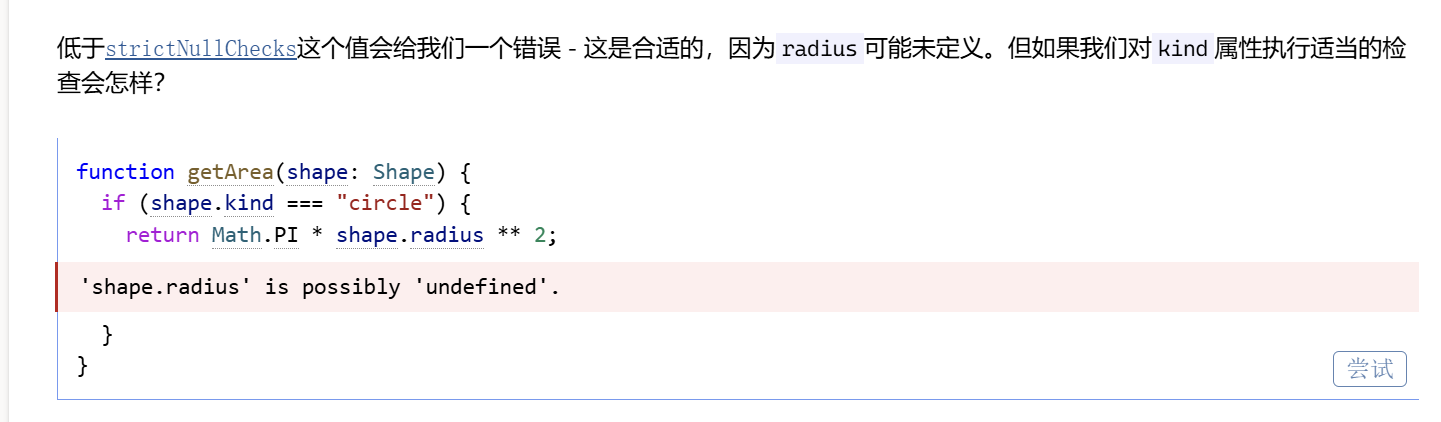 低于strictNullChecks这个值会给我们一个错误 - 这是合适的，因为radius可能未定义。但如果我们对kind属性执行适当的检
查会怎样？
function getArea(shape: Shape) {
  if (shape.kind === "circle") {
    return Math.PI * shape.radius ** 2;
'shape.radius' is possibly 'undefined'.
  }
}
尝试